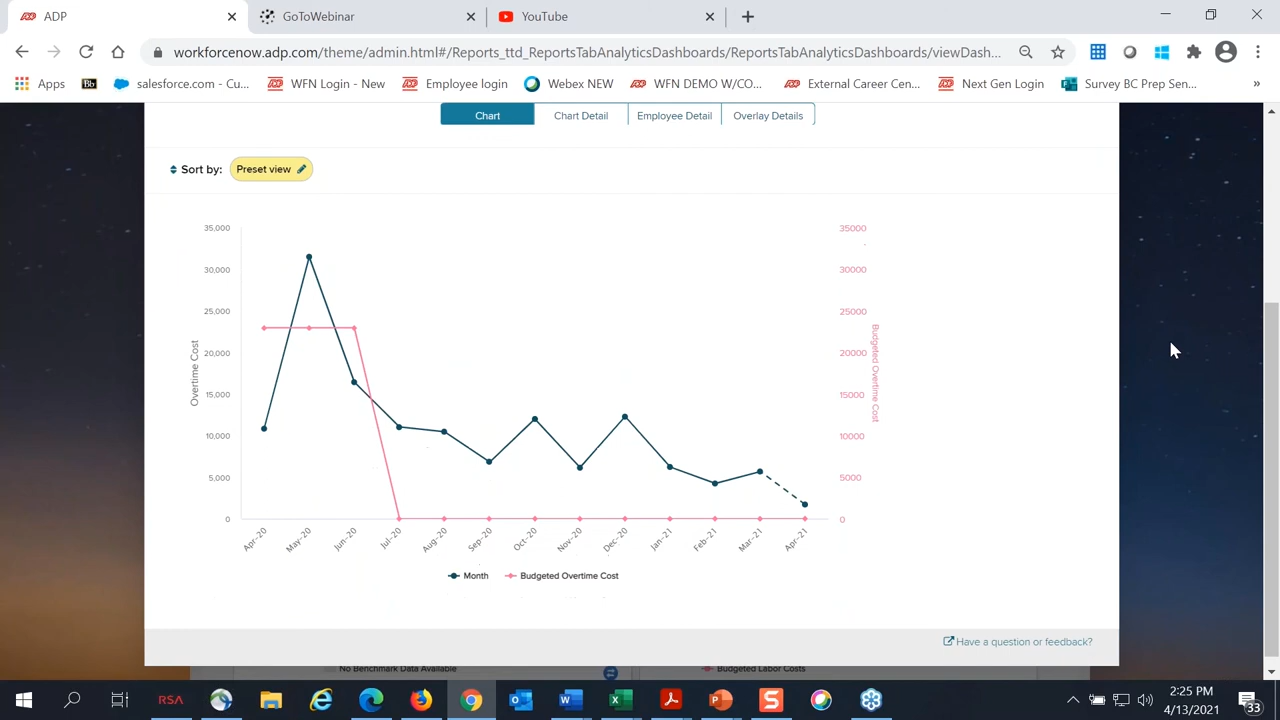 ADP
GoToWebinar
YouTube
workforcenow.adp.com/theme/admin.html#/Reports_ttd_ReportsTabAnalyticsDashboards/ReportsTabAnalyticsDashboards/viewDash...
Apps
Bb
salesforce.com - Cu...
WFN Login - New
Employee login
Webex NEW
WFN DEMO W/CO...
External Career Cen...
Next Gen Login
Survey BC Prep Sen...
»
Chart
Chart Detail
Employee Detail
Overlay Details
Sort by:
Preset view
35,000
30,000
25,000
20,000
15,000
10,000
5,000
0
Overtime Cost
35000
30000
25000
20000
15000
10000
5000
0
Budgeted Overtime Cost
Apr-20
May-20
Jun-20
Jul-20
Aug-20
Sep-20
Oct-20
Nov-20
Dec-20
Jan-21
Feb-21
Mar-21
Apr-21
Month
Budgeted Overtime Cost
Have a question or feedback?
No Benchmark Data Available
Budgeted Labor Costs
RSA
2:25 PM
4/13/2021
33